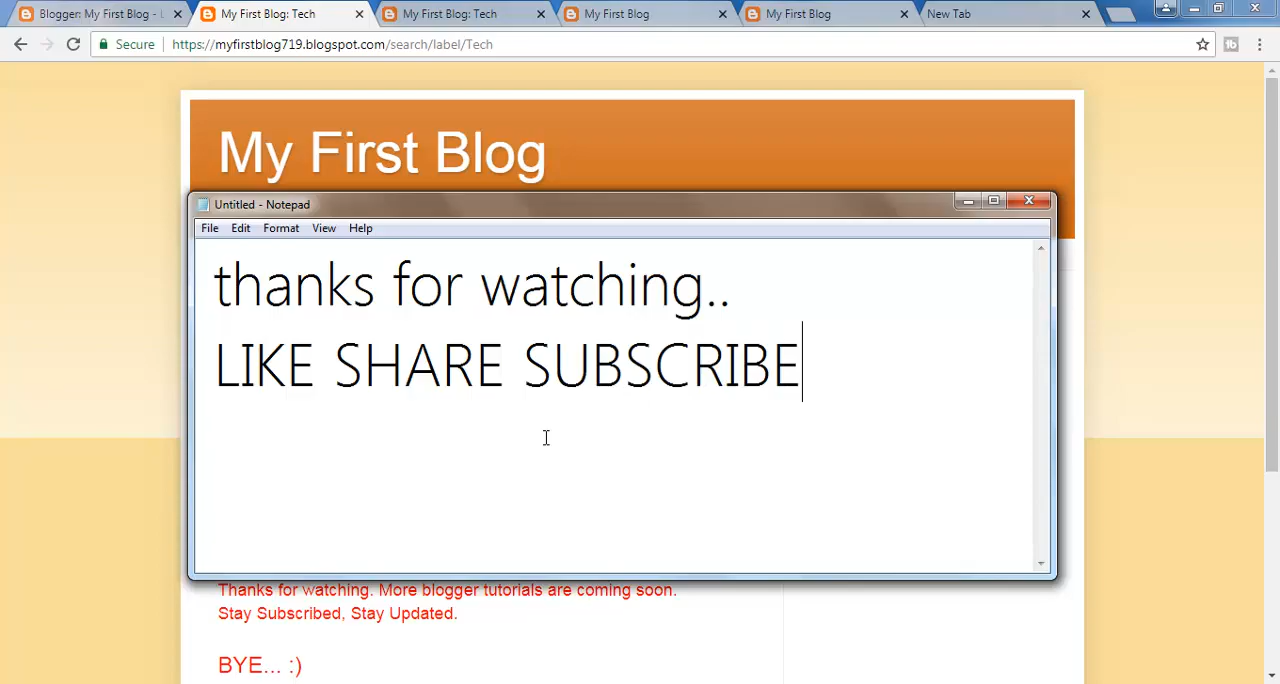 Blogger: My First Blog -
My First Blog: Tech
My First Blog: Tech
My First Blog
My First Blog
New Tab
Secure
https://myfirstblog719.blogspot.com/search/label/Tech
My First Blog
Untitled - Notepad
File Edit Format View Help
thanks for watching..
LIKE SHARE SUBSCRIBE
Thanks for watching. More blogger tutorials are coming soon.
Stay Subscribed, Stay Updated.
BYE... :)